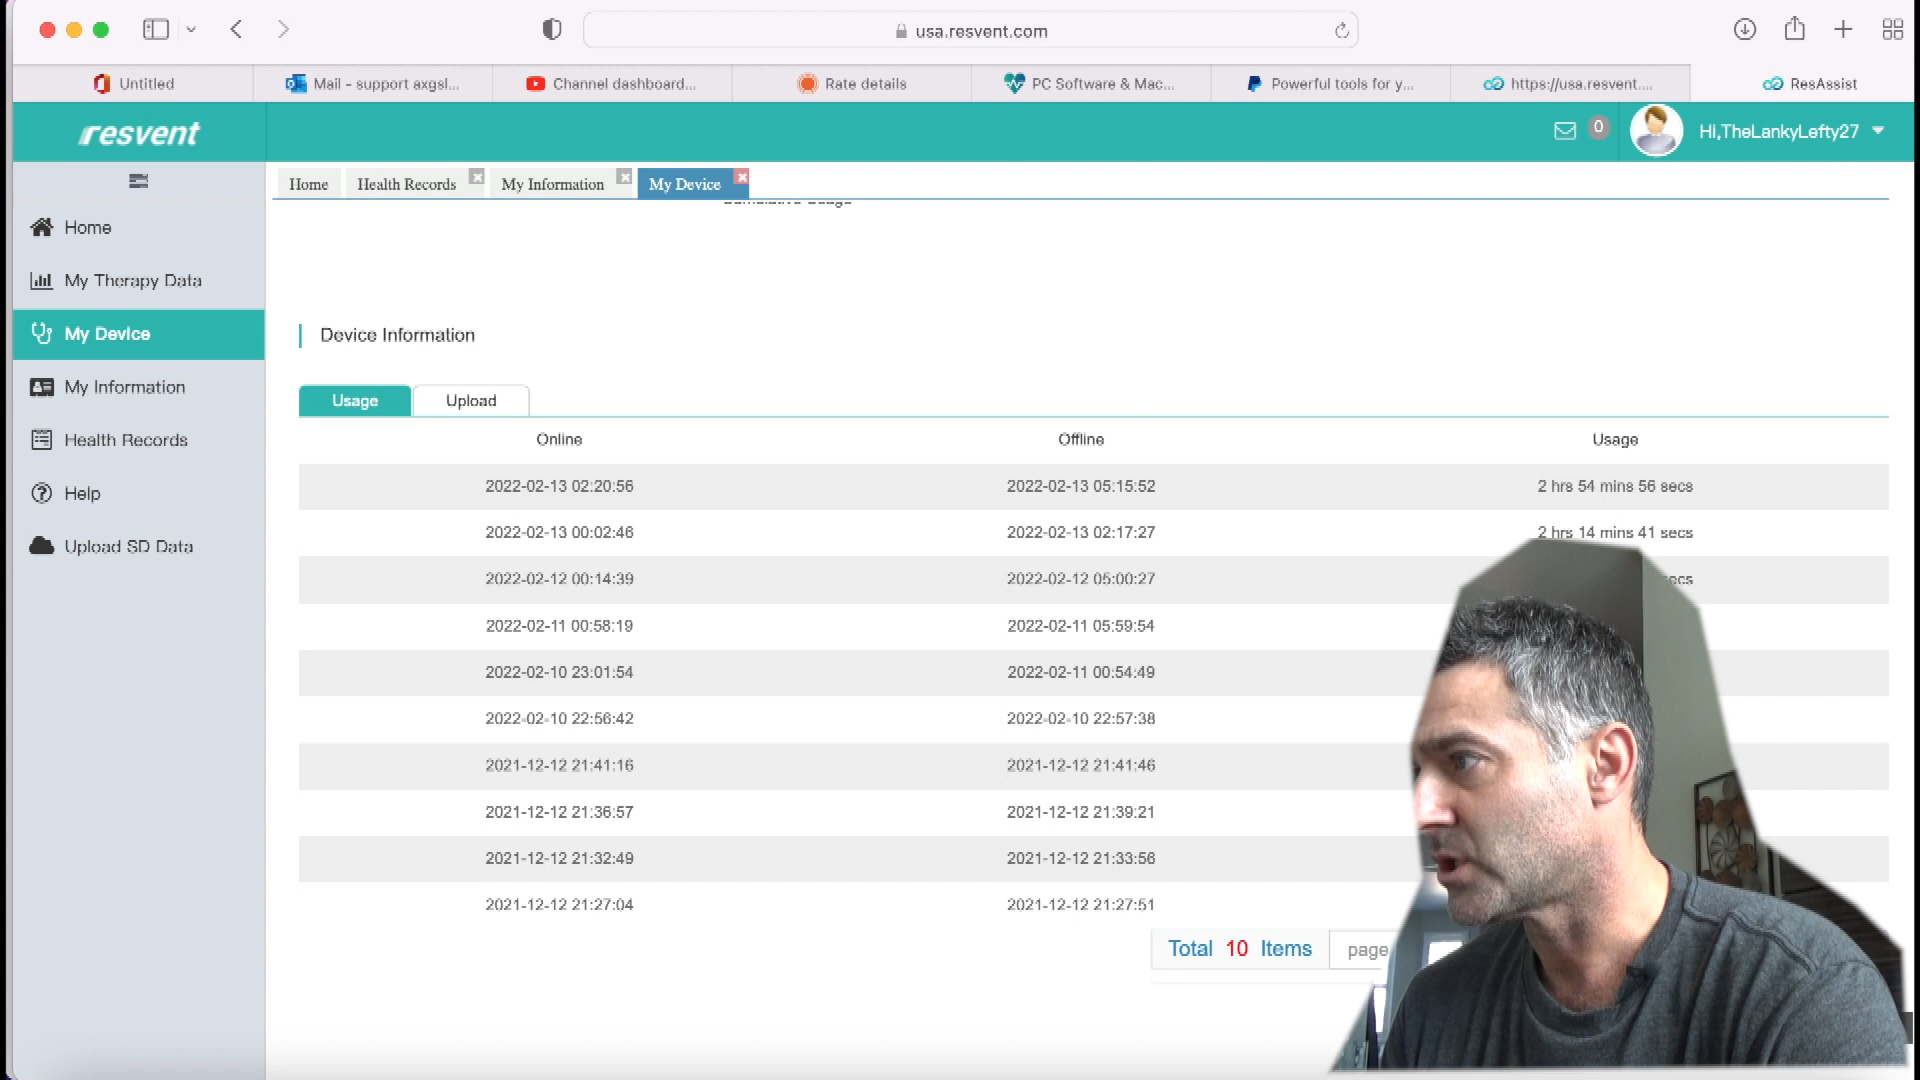 usa.resvent.com
Untitled
Mail - support axgsl...
Channel dashboard...
Rate details
PC Software & Mac...
Powerful tools for y...
https://usa.resvent....
ResAssist
resvent
0
Hi,TheLankyLefty27
Home
Health Records
My Information
My Device
Cumulative Usage
Home
My Therapy Data
My Device
My Information
Health Records
Help
Upload SD Data
Device Information
Usage
Upload
Online Offline Usage
2022-02-13 02:20:56 2022-02-13 05:15:52 2 hrs 54 mins 56 secs
2022-02-13 00:02:46 2022-02-13 02:17:27 2 hrs 14 mins 41 secs
2022-02-12 00:14:39 2022-02-12 05:00:27
2022-02-11 00:58:19 2022-02-11 05:59:54
2022-02-10 23:01:54 2022-02-11 00:54:49
2022-02-10 22:56:42 2022-02-10 22:57:38
2021-12-12 21:41:16 2021-12-12 21:41:46
2021-12-12 21:36:57 2021-12-12 21:39:21
2021-12-12 21:32:49 2021-12-12 21:33:56
2021-12-12 21:27:04 2021-12-12 21:27:51
Total 10 Items page